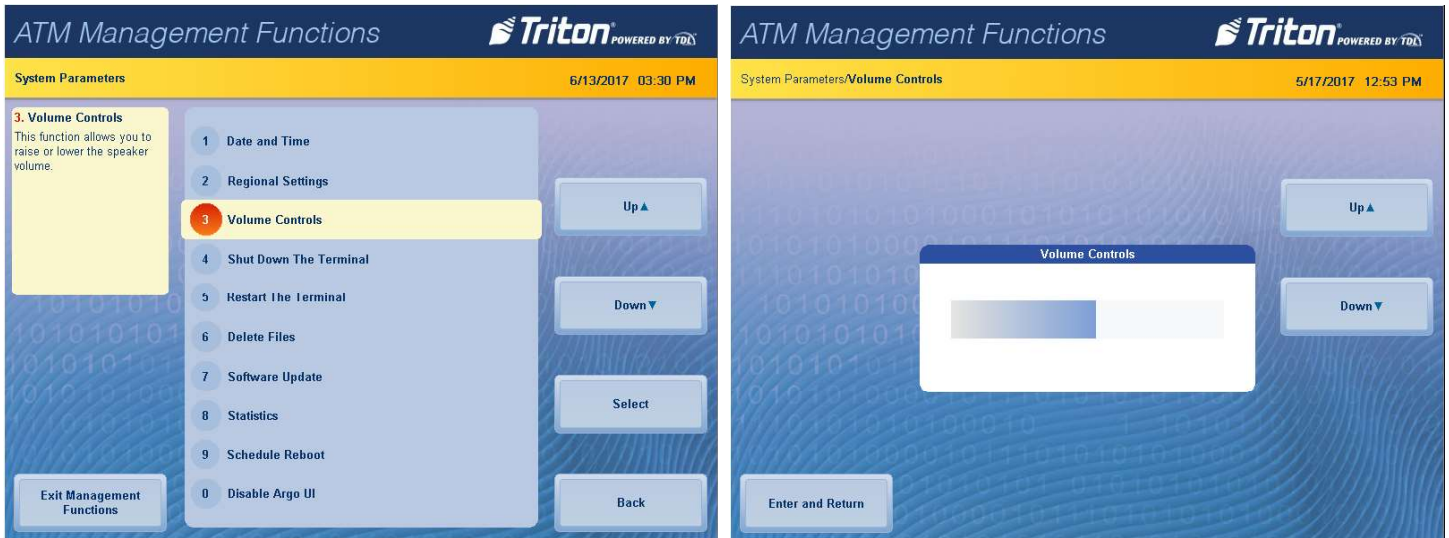 ATM Management Functions
Triton POWERED BY TDL
System Parameters
6/13/2017 03:30 PM
3. Volume Controls
This function allows you to
raise or lower the speaker
volume.
1 Date and Time
2 Regional Settings
3 Volume Controls
4 Shut Down The Terminal
5 Restart The Terminal
6 Delete Files
7 Software Update
8 Statistics
9 Schedule Reboot
0 Disable Argo UI
Up▲
Down▼
Select
Back
Exit Management
Functions
ATM Management Functions
Triton POWERED BY TDL
System Parameters/Volume Controls
5/17/2017 12:53 PM
Volume Controls
Up▲
Down▼
Enter and Return